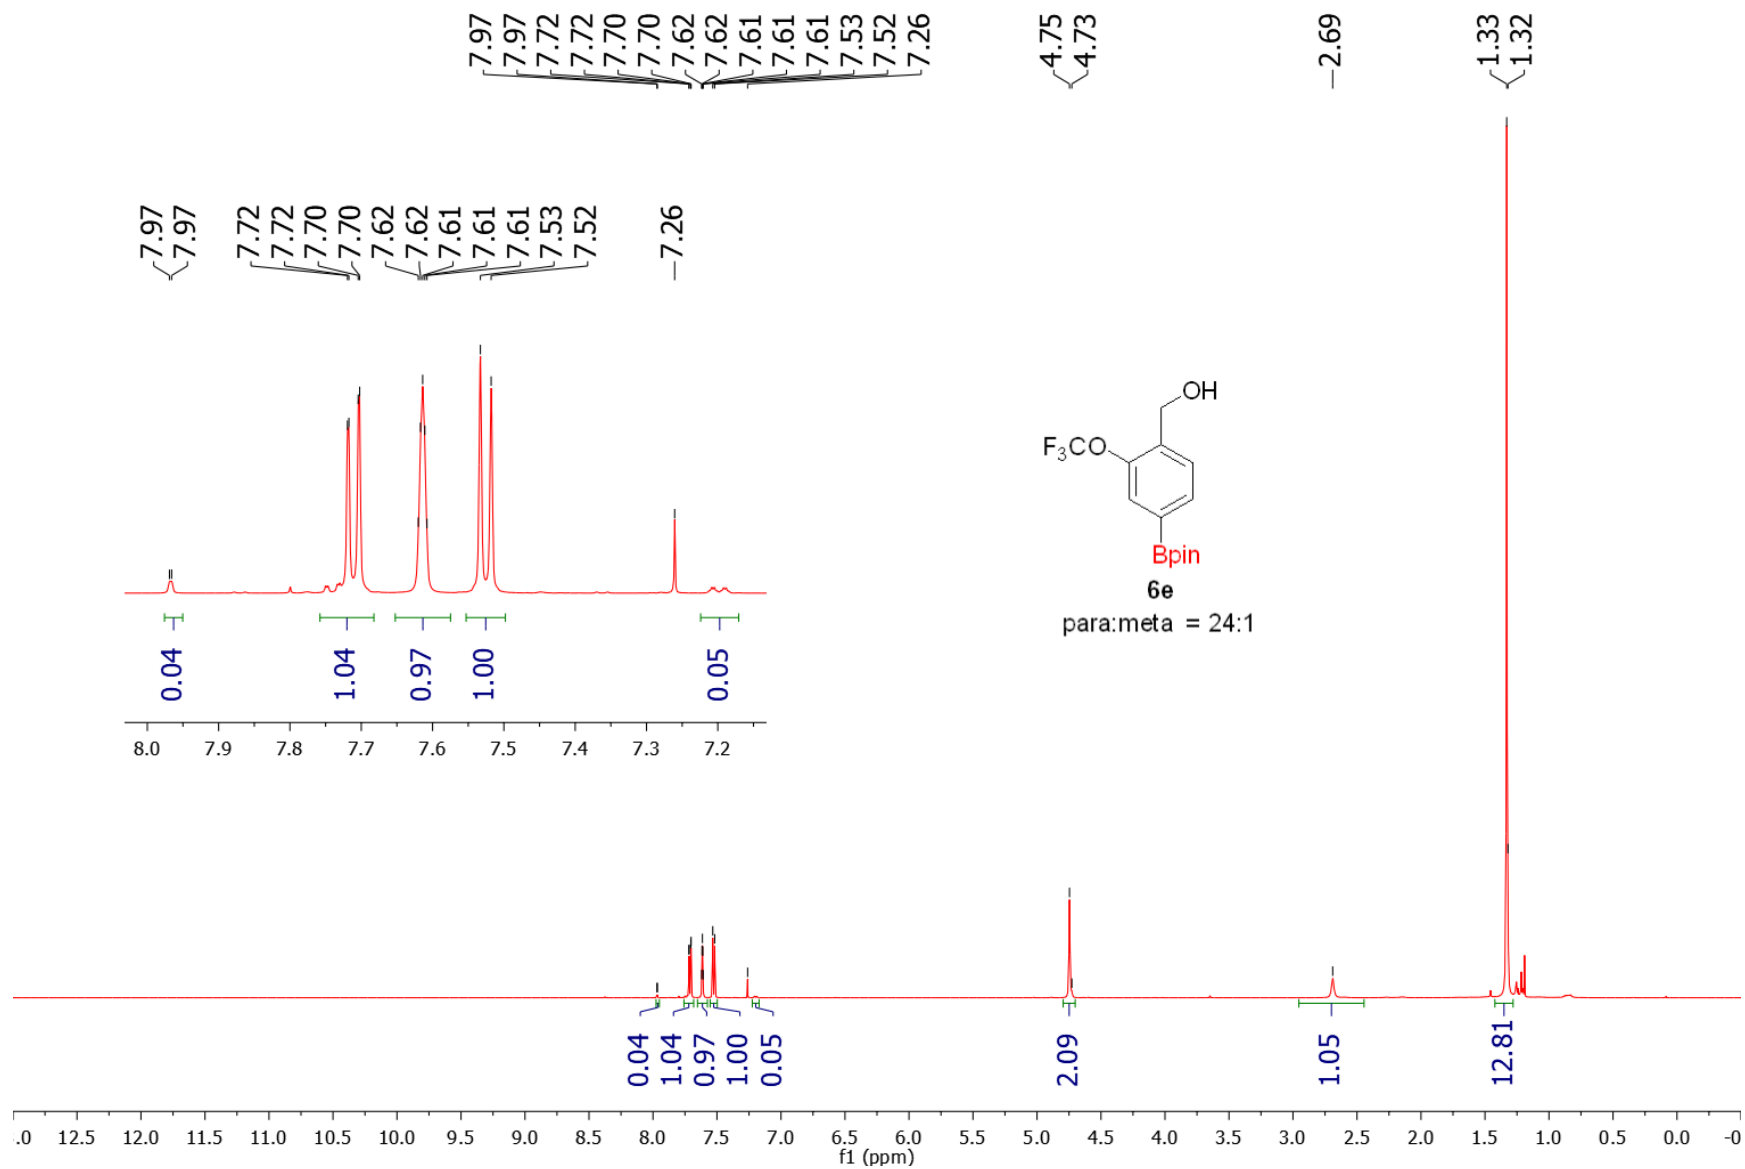 7.97 7.97 7.72 7.72 7.70 7.70 7.62 7.62 7.61 7.61 7.61 7.53 7.52 7.26 4.75 4.73 2.69 1.33 1.32
7.97 7.97 7.72 7.72 7.70 7.70 7.62 7.62 7.61 7.61 7.61 7.53 7.52 7.26
OH
F3CO
Bpin
6e
para:meta = 24:1
0.04 1.04 0.97 1.00 0.05
8.0 7.9 7.8 7.7 7.6 7.5 7.4 7.3 7.2
0.04 1.04 0.97 1.00 0.05 2.09 1.05 12.81
.0 12.5 12.0 11.5 11.0 10.5 10.0 9.5 9.0 8.5 8.0 7.5 7.0 6.5 6.0 5.5 5.0 4.5 4.0 3.5 3.0 2.5 2.0 1.5 1.0 0.5 0.0 -0
f1 (ppm)